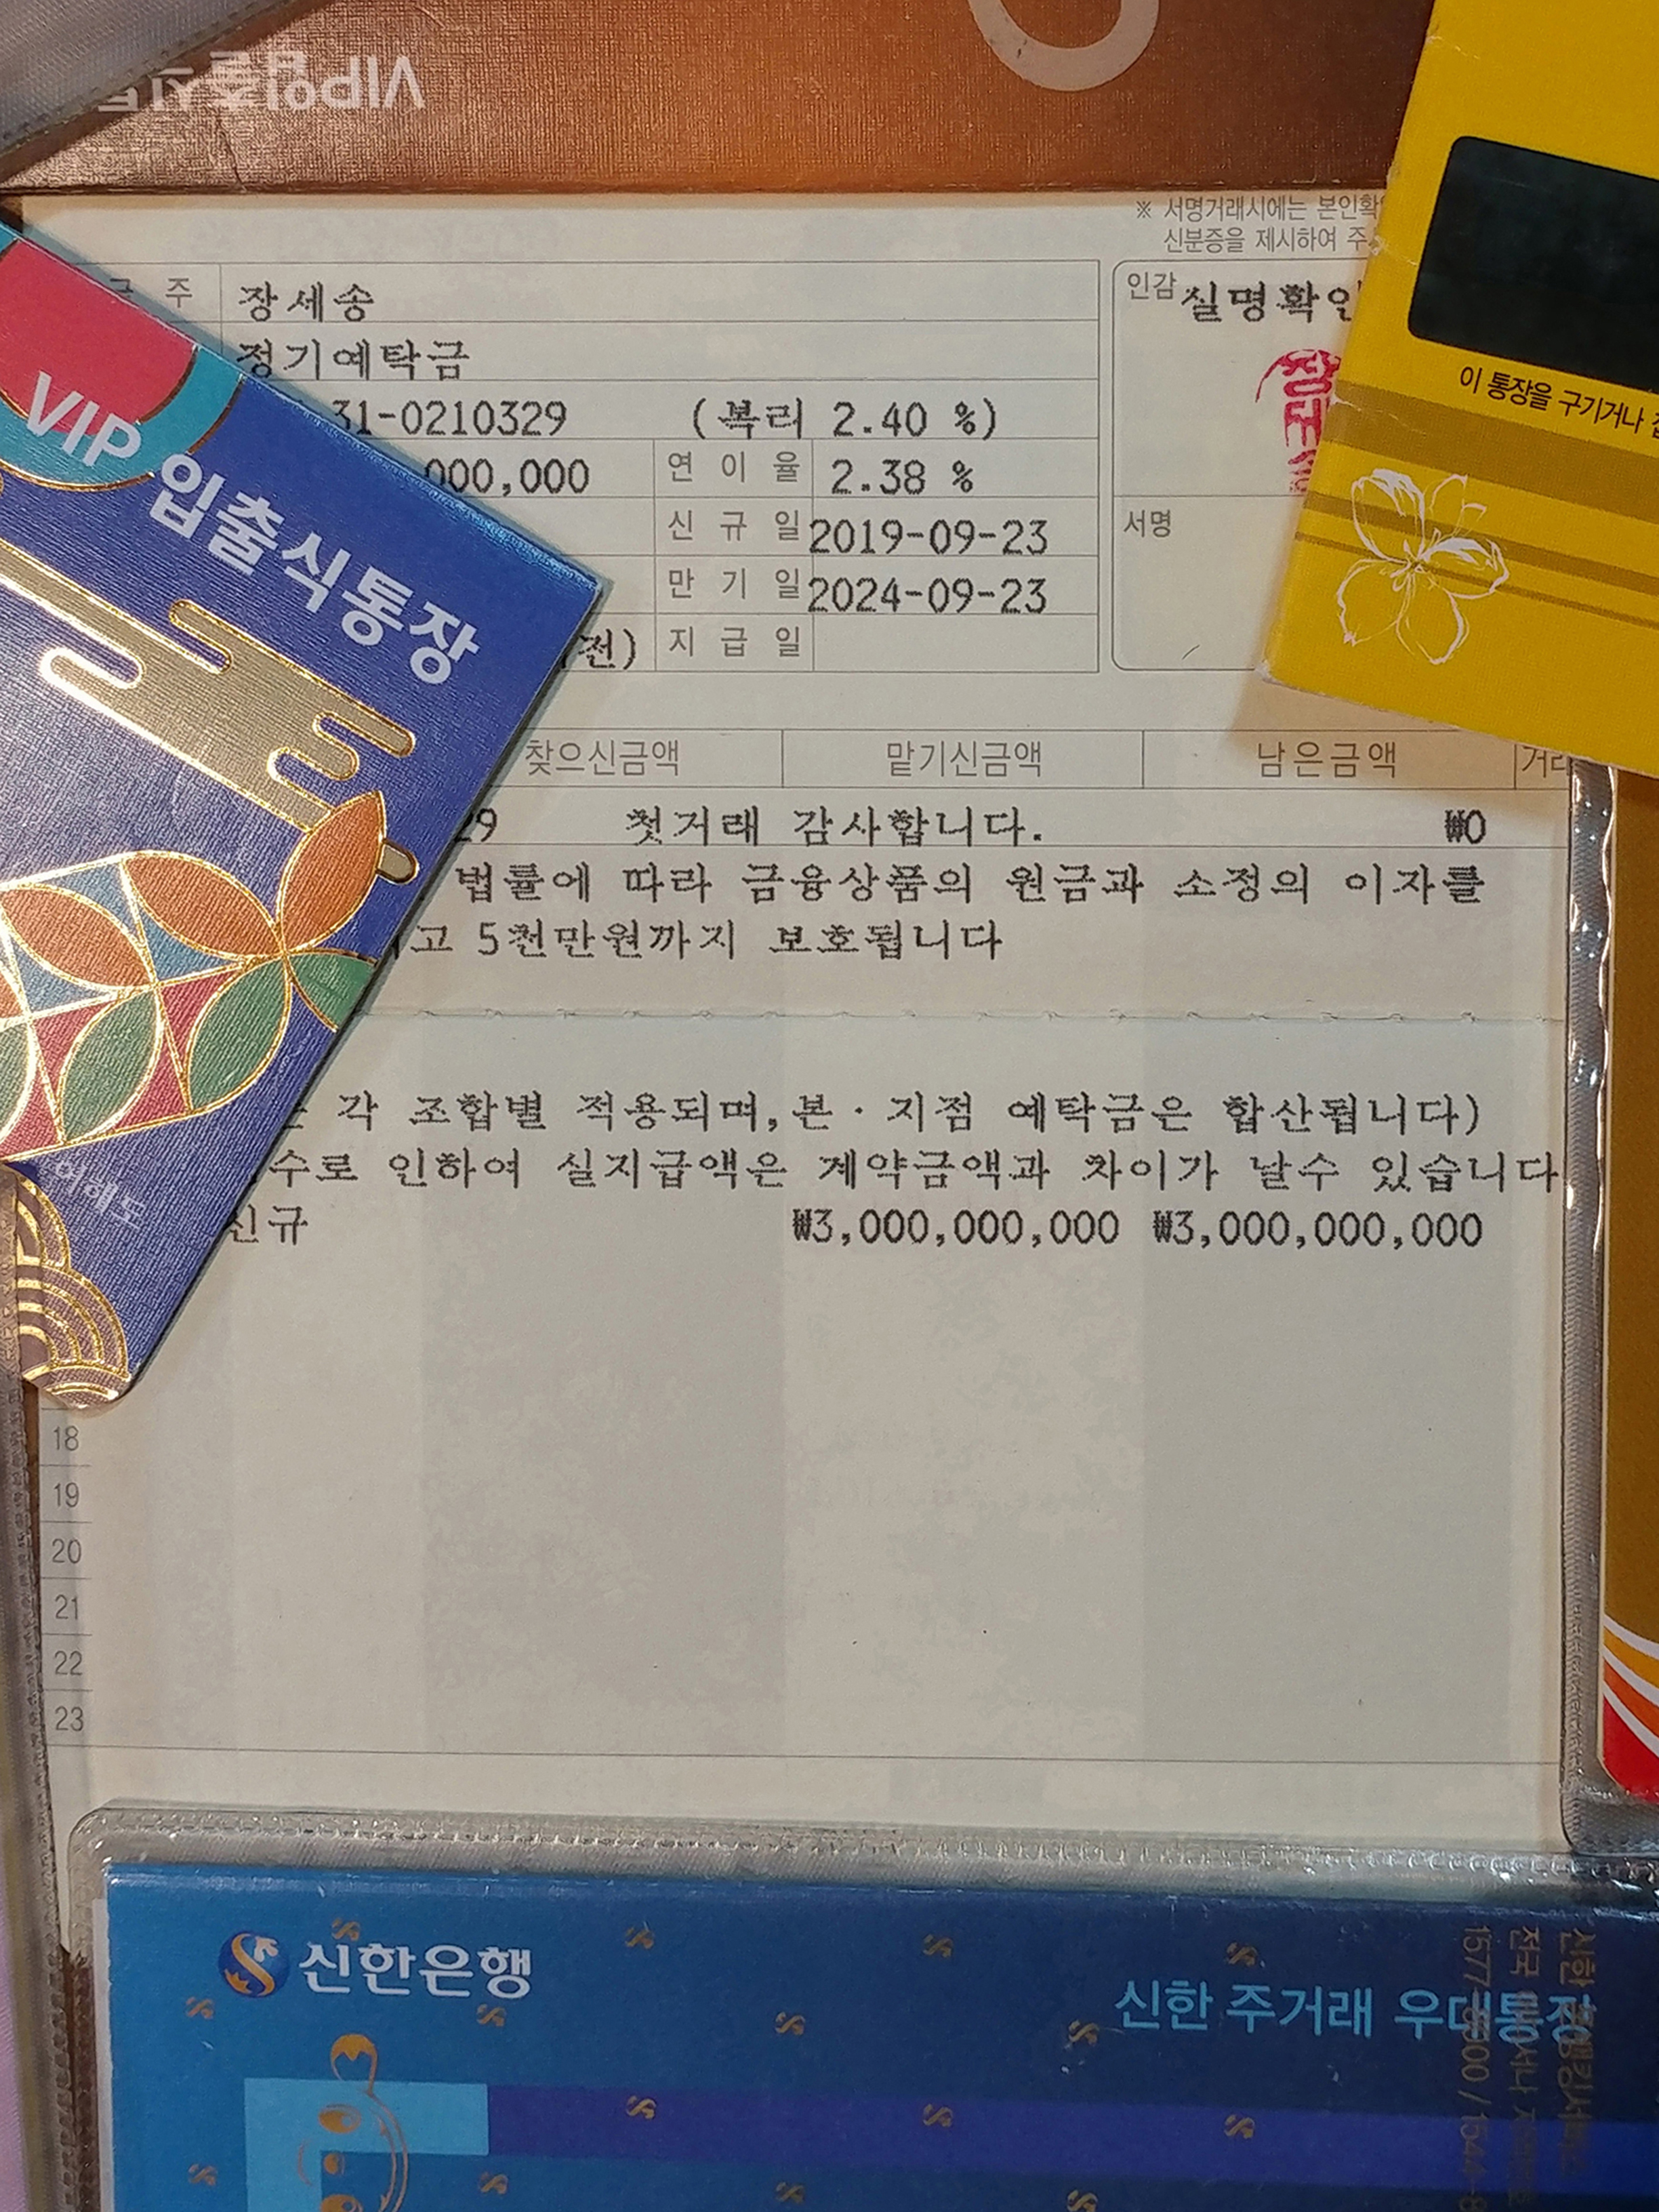 VIP입출식통
※ 서명거래시에는 본인확
신분증을 제시하여 주
주 장세송
정기예탁금
31-0210329 (복리 2.40 %)
000,000 연이율 2.38 %
신규일 2019-09-23
만기일 2024-09-23
전) 지급일
인감 실명확인
서명
이 통장을 구기거나 접
VIP 입출식통장
찾으신금액 맡기신금액 남은금액 거래
29 첫거래 감사합니다. ₩0
법률에 따라 금융상품의 원금과 소정의 이자를
고 5천만원까지 보호됩니다
각 조합별 적용되며,본·지점 예탁금은 합산됩니다)
수로 인하여 실지급액은 계약금액과 차이가 날수 있습니다
신규 ₩3,000,000,000 ₩3,000,000,000
18
19
20
21
22
23
신한은행
신한 주거래 우대통장